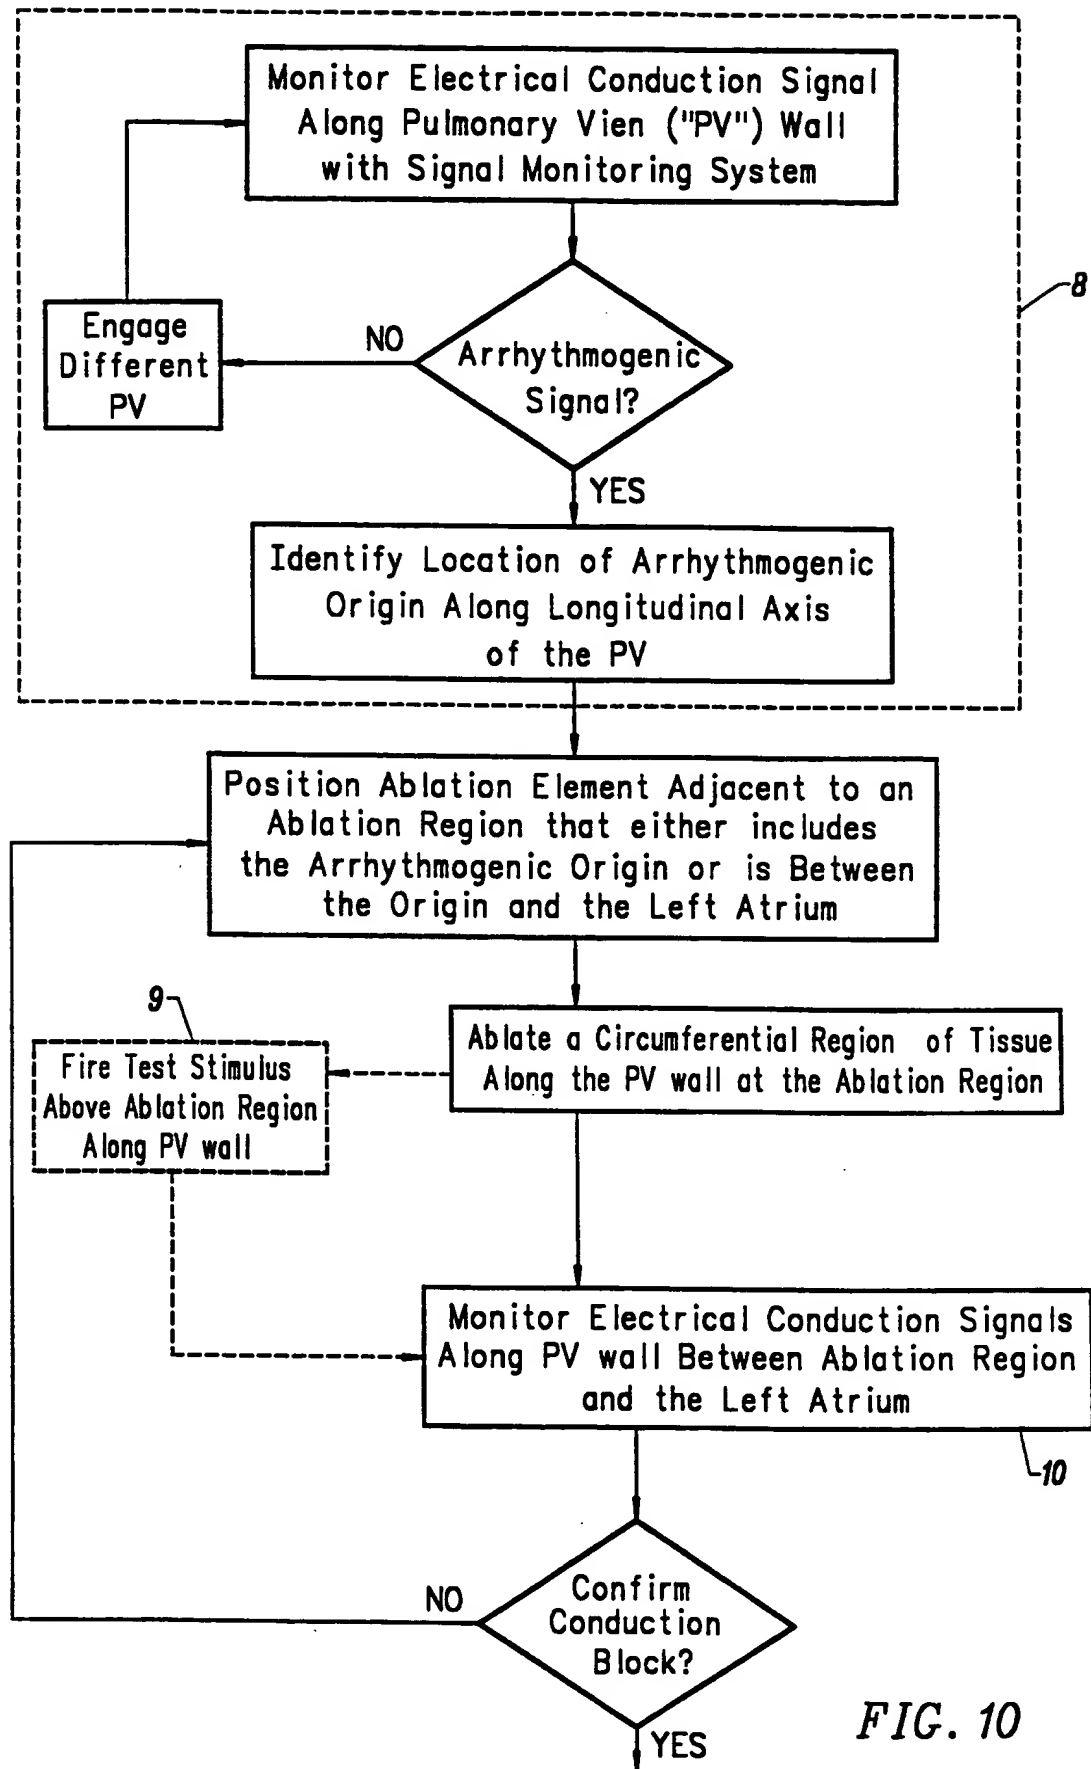 Monitor Electrical Conduction Signal
Along Pulmonary Vien ("PV") Wall
with Signal Monitoring System
8
Engage
Different
PV
NO
Arrhythmogenic
Signal?
YES
Identify Location of Arrhythmogenic
Origin Along Longitudinal Axis
of the PV
Position Ablation Element Adjacent to an
Ablation Region that either includes
the Arrhythmogenic Origin or is Between
the Origin and the Left Atrium
9
Fire Test Stimulus
Above Ablation Region
Along PV wall
Ablate a Circumferential Region of Tissue
Along the PV wall at the Ablation Region
Monitor Electrical Conduction Signals
Along PV wall Between Ablation Region
and the Left Atrium
10
NO
Confirm
Conduction
Block?
YES
FIG. 10